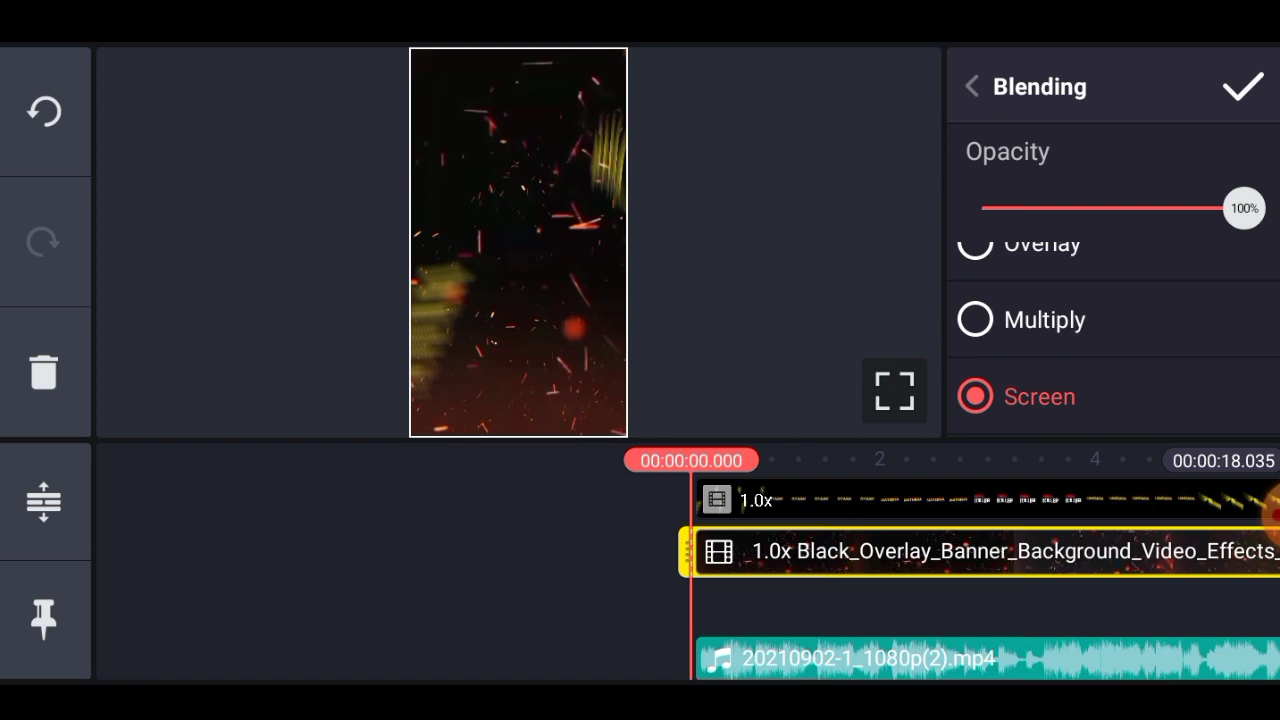 Blending
Opacity
100%
Overlay
Multiply
Screen
00:00:00.000
2
4
00:00:18.035
1.0x
1.0x Black_Overlay_Banner_Background_Video_Effects_
20210902-1_1080p(2).mp4